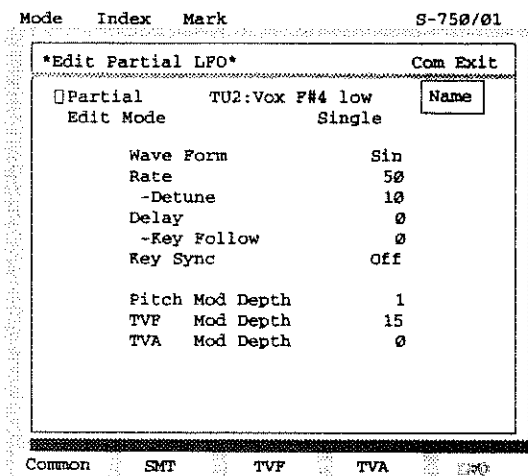 Mode Index Mark S-750/01
*Edit Partial LFO* Com Exit
Partial TU2:Vox F#4 low Name
Edit Mode Single
Wave Form Sin
Rate 50
-Detune 10
Delay 0
~Key Follow 0
Key Sync Off
Pitch Mod Depth 1
TVF Mod Depth 15
TVA Mod Depth 0
Common SMT TVF TVA LFO